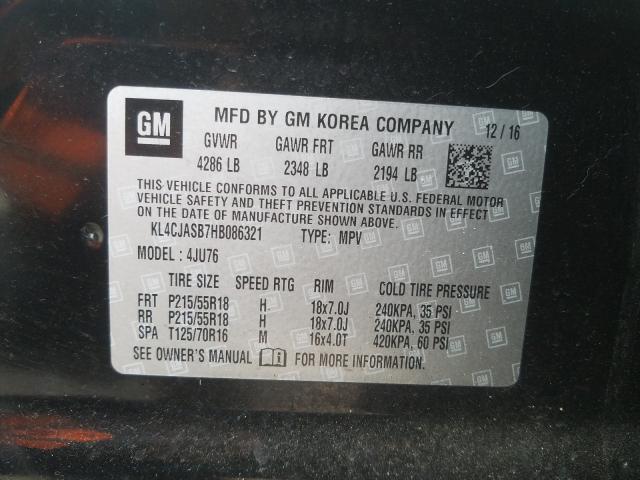 GM MFD BY GM KOREA COMPANY 12/16
GVWR GAWR FRT GAWR RR
4286 LB 2348 LB 2194 LB
THIS VEHICLE CONFORMS TO ALL APPLICABLE U.S. FEDERAL MOTOR
VEHICLE SAFETY AND THEFT PREVENTION STANDARDS IN EFFECT
ON THE DATE OF MANUFACTURE SHOWN ABOVE.
KL4CJASB7HB086321 TYPE: MPV
MODEL : 4JU76
TIRE SIZE SPEED RTG RIM COLD TIRE PRESSURE
FRT P215/55R18 H 18x7.0J 240KPA, 35 PSI
RR P215/55R18 H 18x7.0J 240KPA, 35 PSI
SPA T125/70R16 M 16x4.0T 420KPA, 60 PSI
SEE OWNER'S MANUAL FOR MORE INFORMATION.